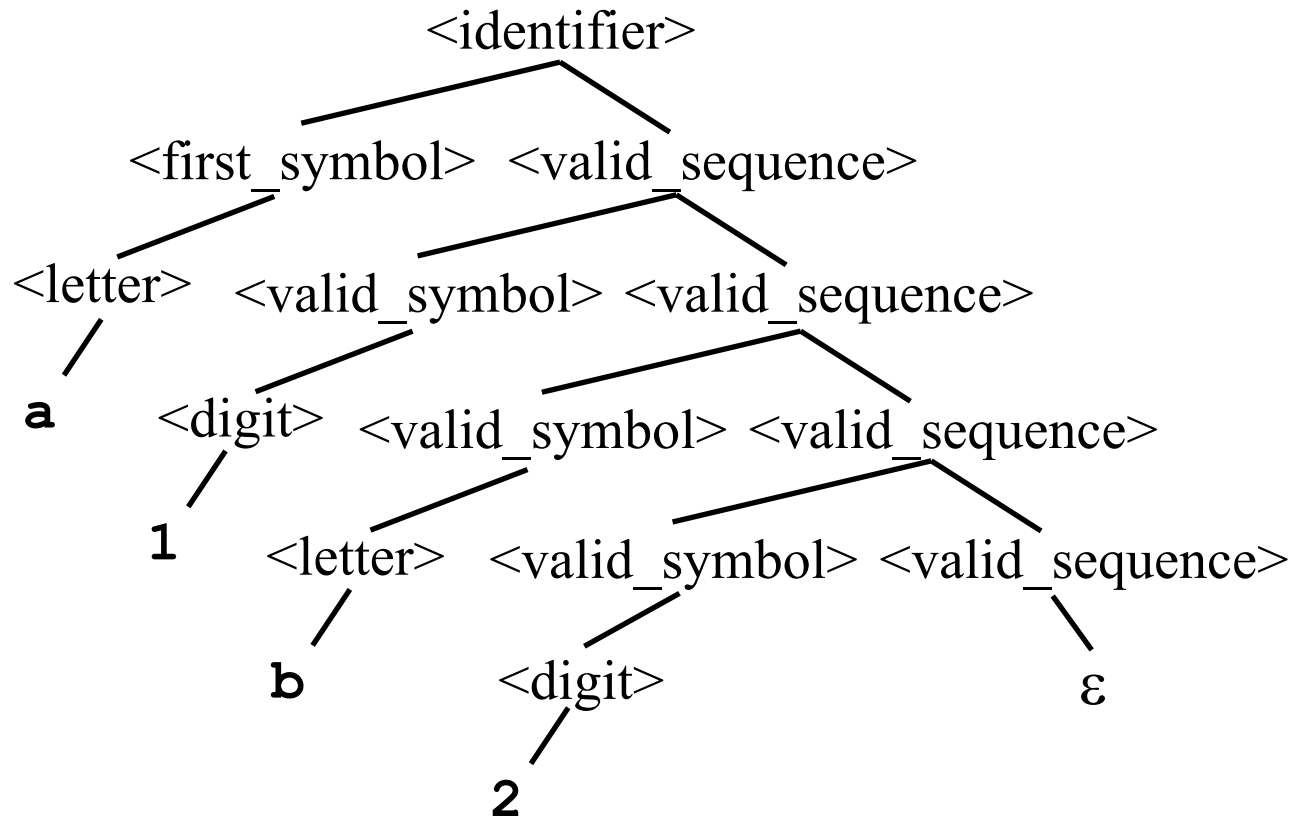 <identifier>
<first_symbol> <valid_sequence>
<letter> <valid_symbol> <valid_sequence>
a <digit> <valid_symbol> <valid_sequence>
1 <letter> <valid_symbol> <valid_sequence>
b <digit> ε
2